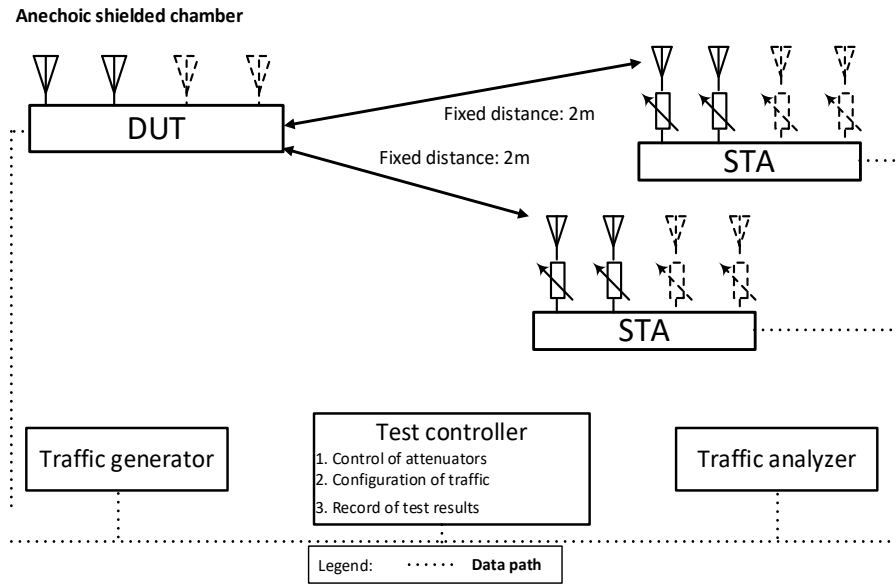 Anechoic shielded chamber
DUT
Fixed distance: 2m
Fixed distance: 2m
STA
STA
Traffic generator
Test controller
1. Control of attenuators
2. Configuration of traffic
3. Record of test results
Traffic analyzer
Legend: Data path